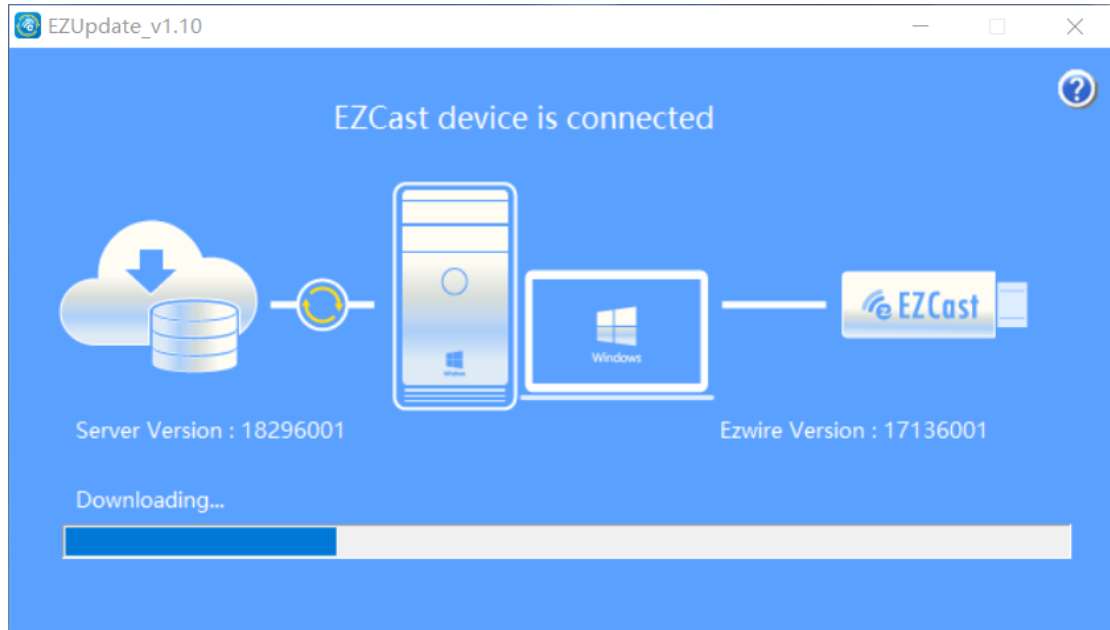 EZUpdate_v1.10
?
EZCast device is connected
EZCast
Windows
Windows
Server Version : 18296001
Ezwire Version : 17136001
Downloading...